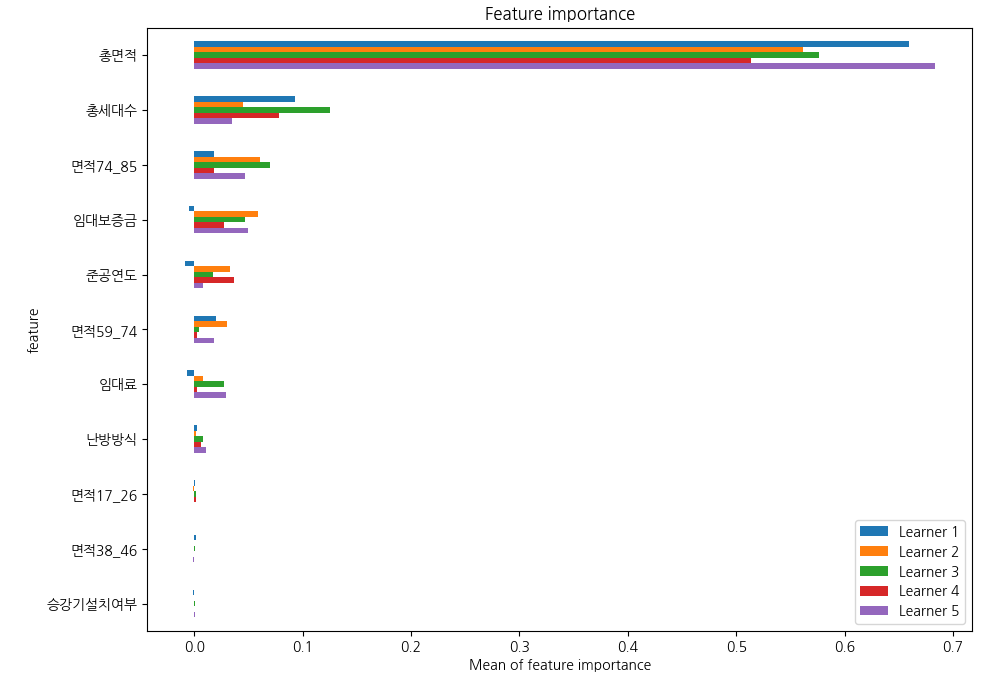 Feature importance
총면적
총세대수
면적74_85
임대보증금
준공연도
면적59_74
임대료
난방방식
면적17_26
면적38_46
승강기설치여부
feature
Learner 1
Learner 2
Learner 3
Learner 4
Learner 5
0.0 0.1 0.2 0.3 0.4 0.5 0.6 0.7
Mean of feature importance